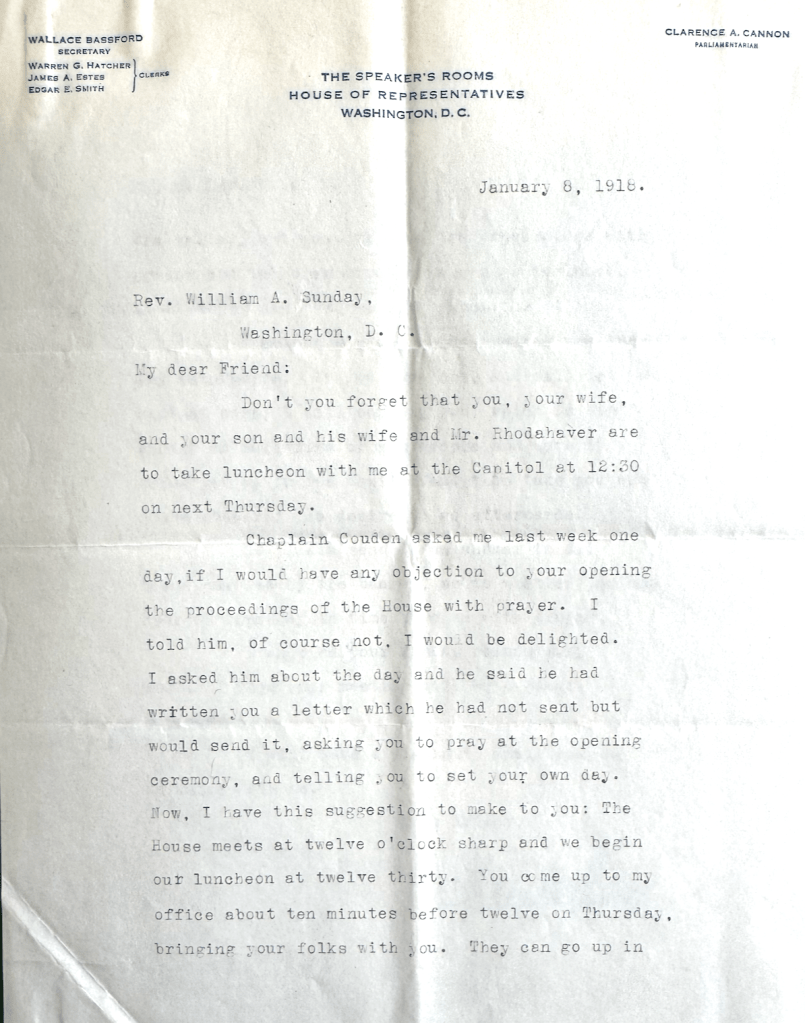 WALLACE BASSFORD
SECRETARY
WARREN G. HATCHER
JAMES A. ESTES
EDGAR E. SMITH
CLERKS
CLARENCE A. CANNON
PARLIAMENTARIAN
THE SPEAKER'S ROOMS
HOUSE OF REPRESENTATIVES
WASHINGTON, D. C.
January 8, 1918.
Rev. William A. Sunday,
Washington, D. C.
My dear Friend:
Don't you forget that you, your wife,
and your son and his wife and Mr. Rhodahaver are
to take luncheon with me at the Capitol at 12:30
on next Thursday.
Chaplain Couden asked me last week one
day,if I would have any objection to your opening
the proceedings of the House with prayer. I
told him, of course not, I would be delighted.
I asked him about the day and he said he had
written you a letter which he had not sent but
would send it, asking you to pray at the opening
ceremony, and telling you to set your own day.
Now, I have this suggestion to make to you: The
House meets at twelve o'clock sharp and we begin
our luncheon at twelve thirty. You come up to my
office about ten minutes before twelve on Thursday,
bringing your folks with you. They can go up in